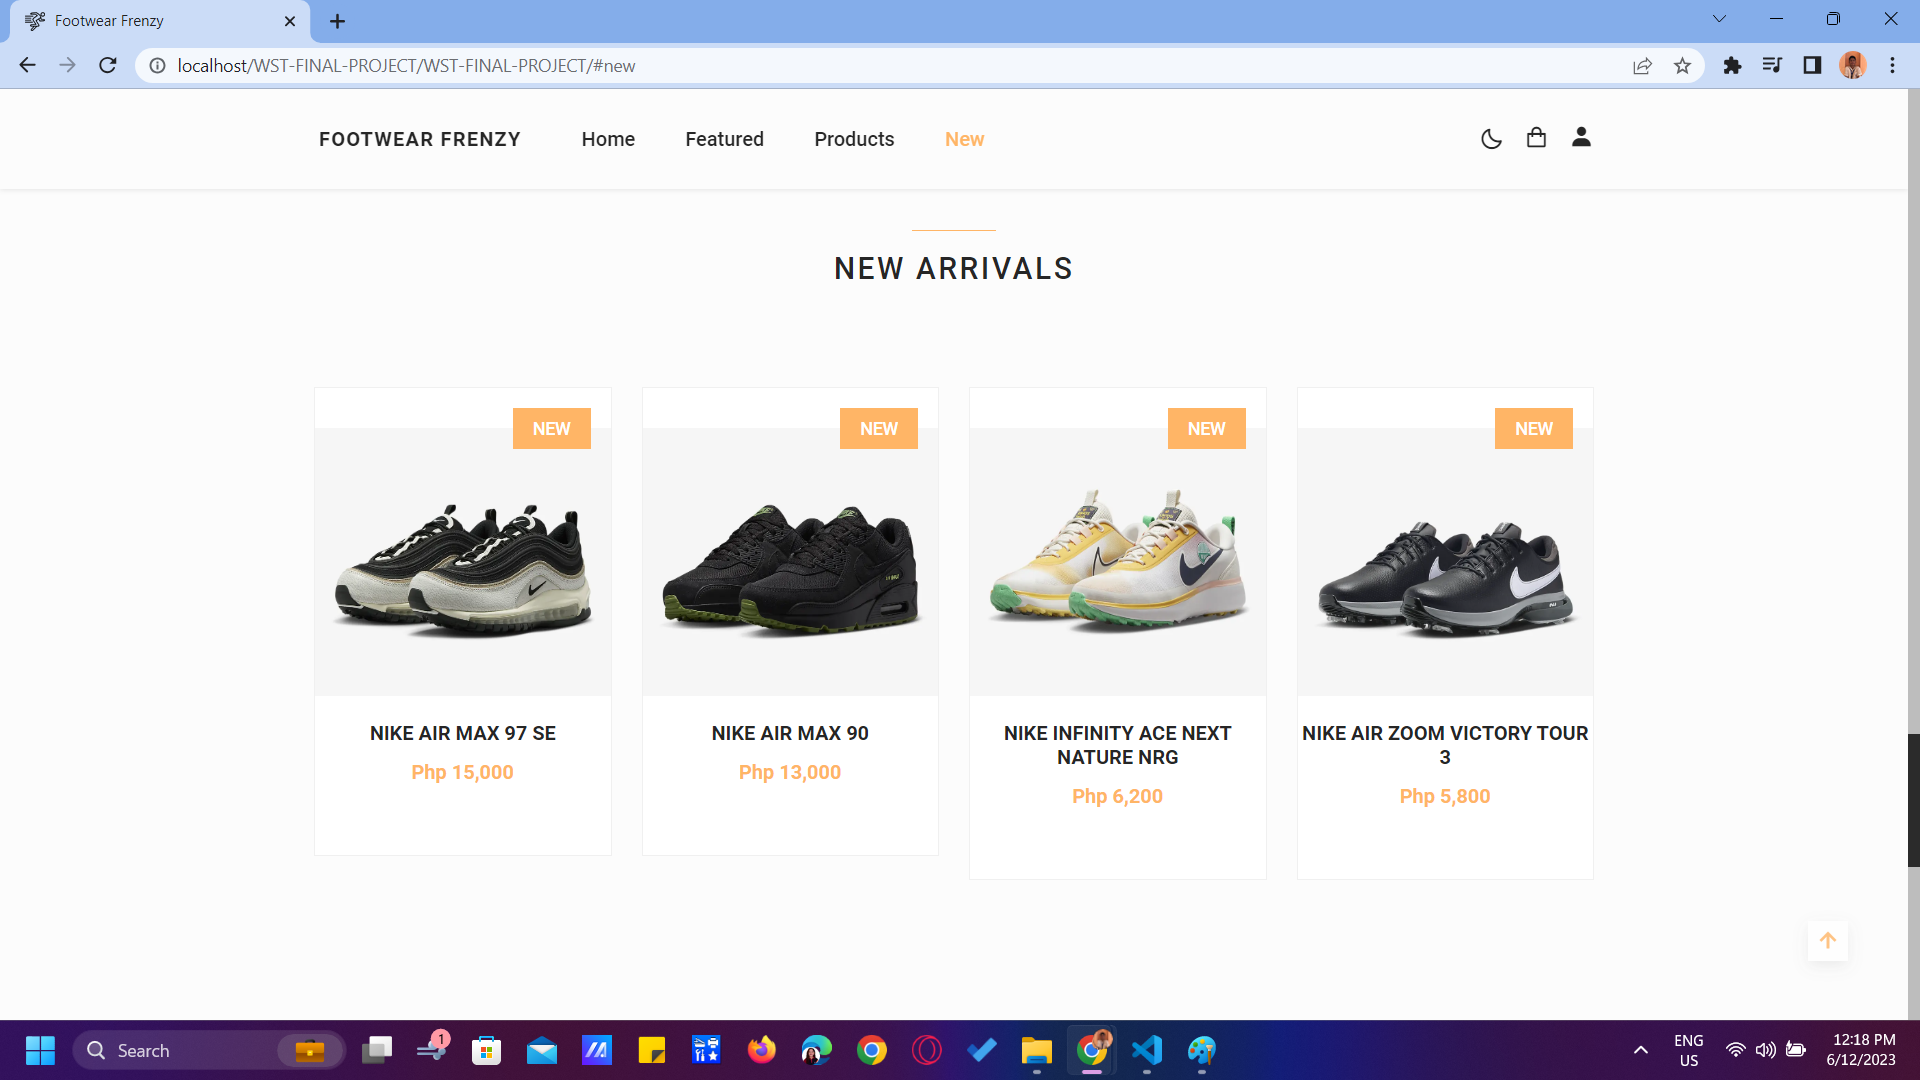 Footwear Frenzy
localhost/WST-FINAL-PROJECT/WST-FINAL-PROJECT/#new
FOOTWEAR FRENZY Home Featured Products New
NEW ARRIVALS
NEW NEW NEW NEW
NIKE AIR MAX 97 SE
Php 15,000
NIKE AIR MAX 90
Php 13,000
NIKE INFINITY ACE NEXT
NATURE NRG
Php 6,200
NIKE AIR ZOOM VICTORY TOUR
3
Php 5,800
Search
1
ENG
US
12:18 PM
6/12/2023